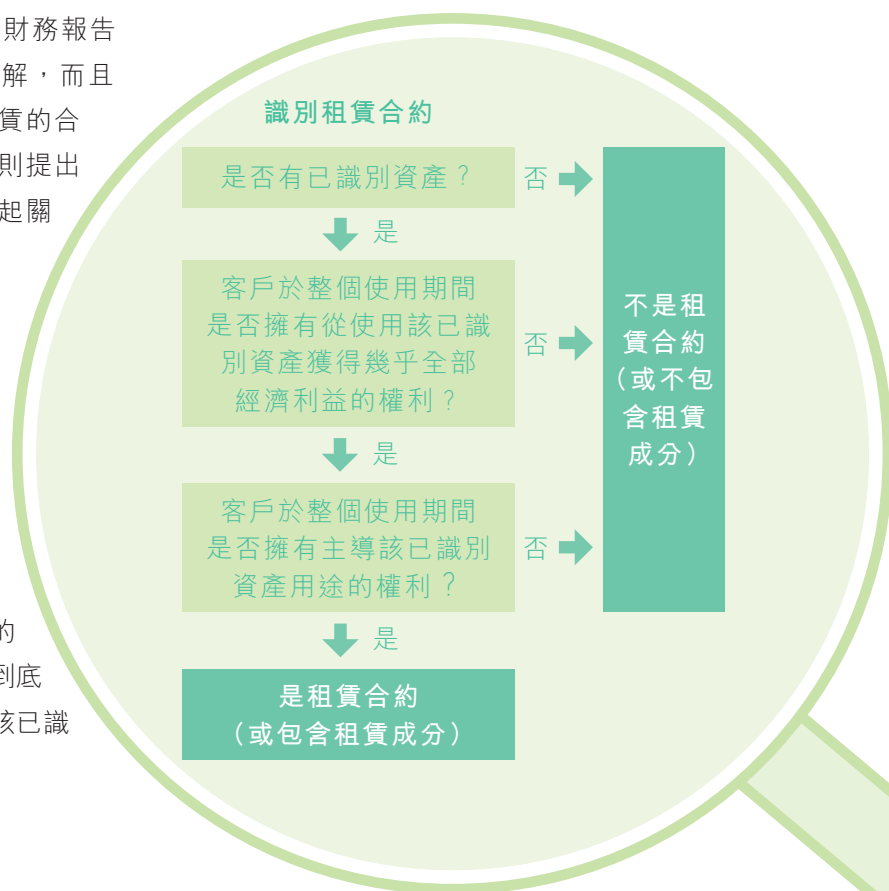 財務報告
解，而且
賃的合
則提出
起關
的
到底
該已識
識別租賃合約
是否有已識別資產？
否
是
客戶於整個使用期間
是否擁有從使用該已識
別資產獲得幾乎全部
經濟利益的權利？
否
是
客戶於整個使用期間
是否擁有主導該已識別
資產用途的權利？
否
是
是租賃合約
（或包含租賃成分）
不是租
賃合約
（或不包
含租賃
成分）